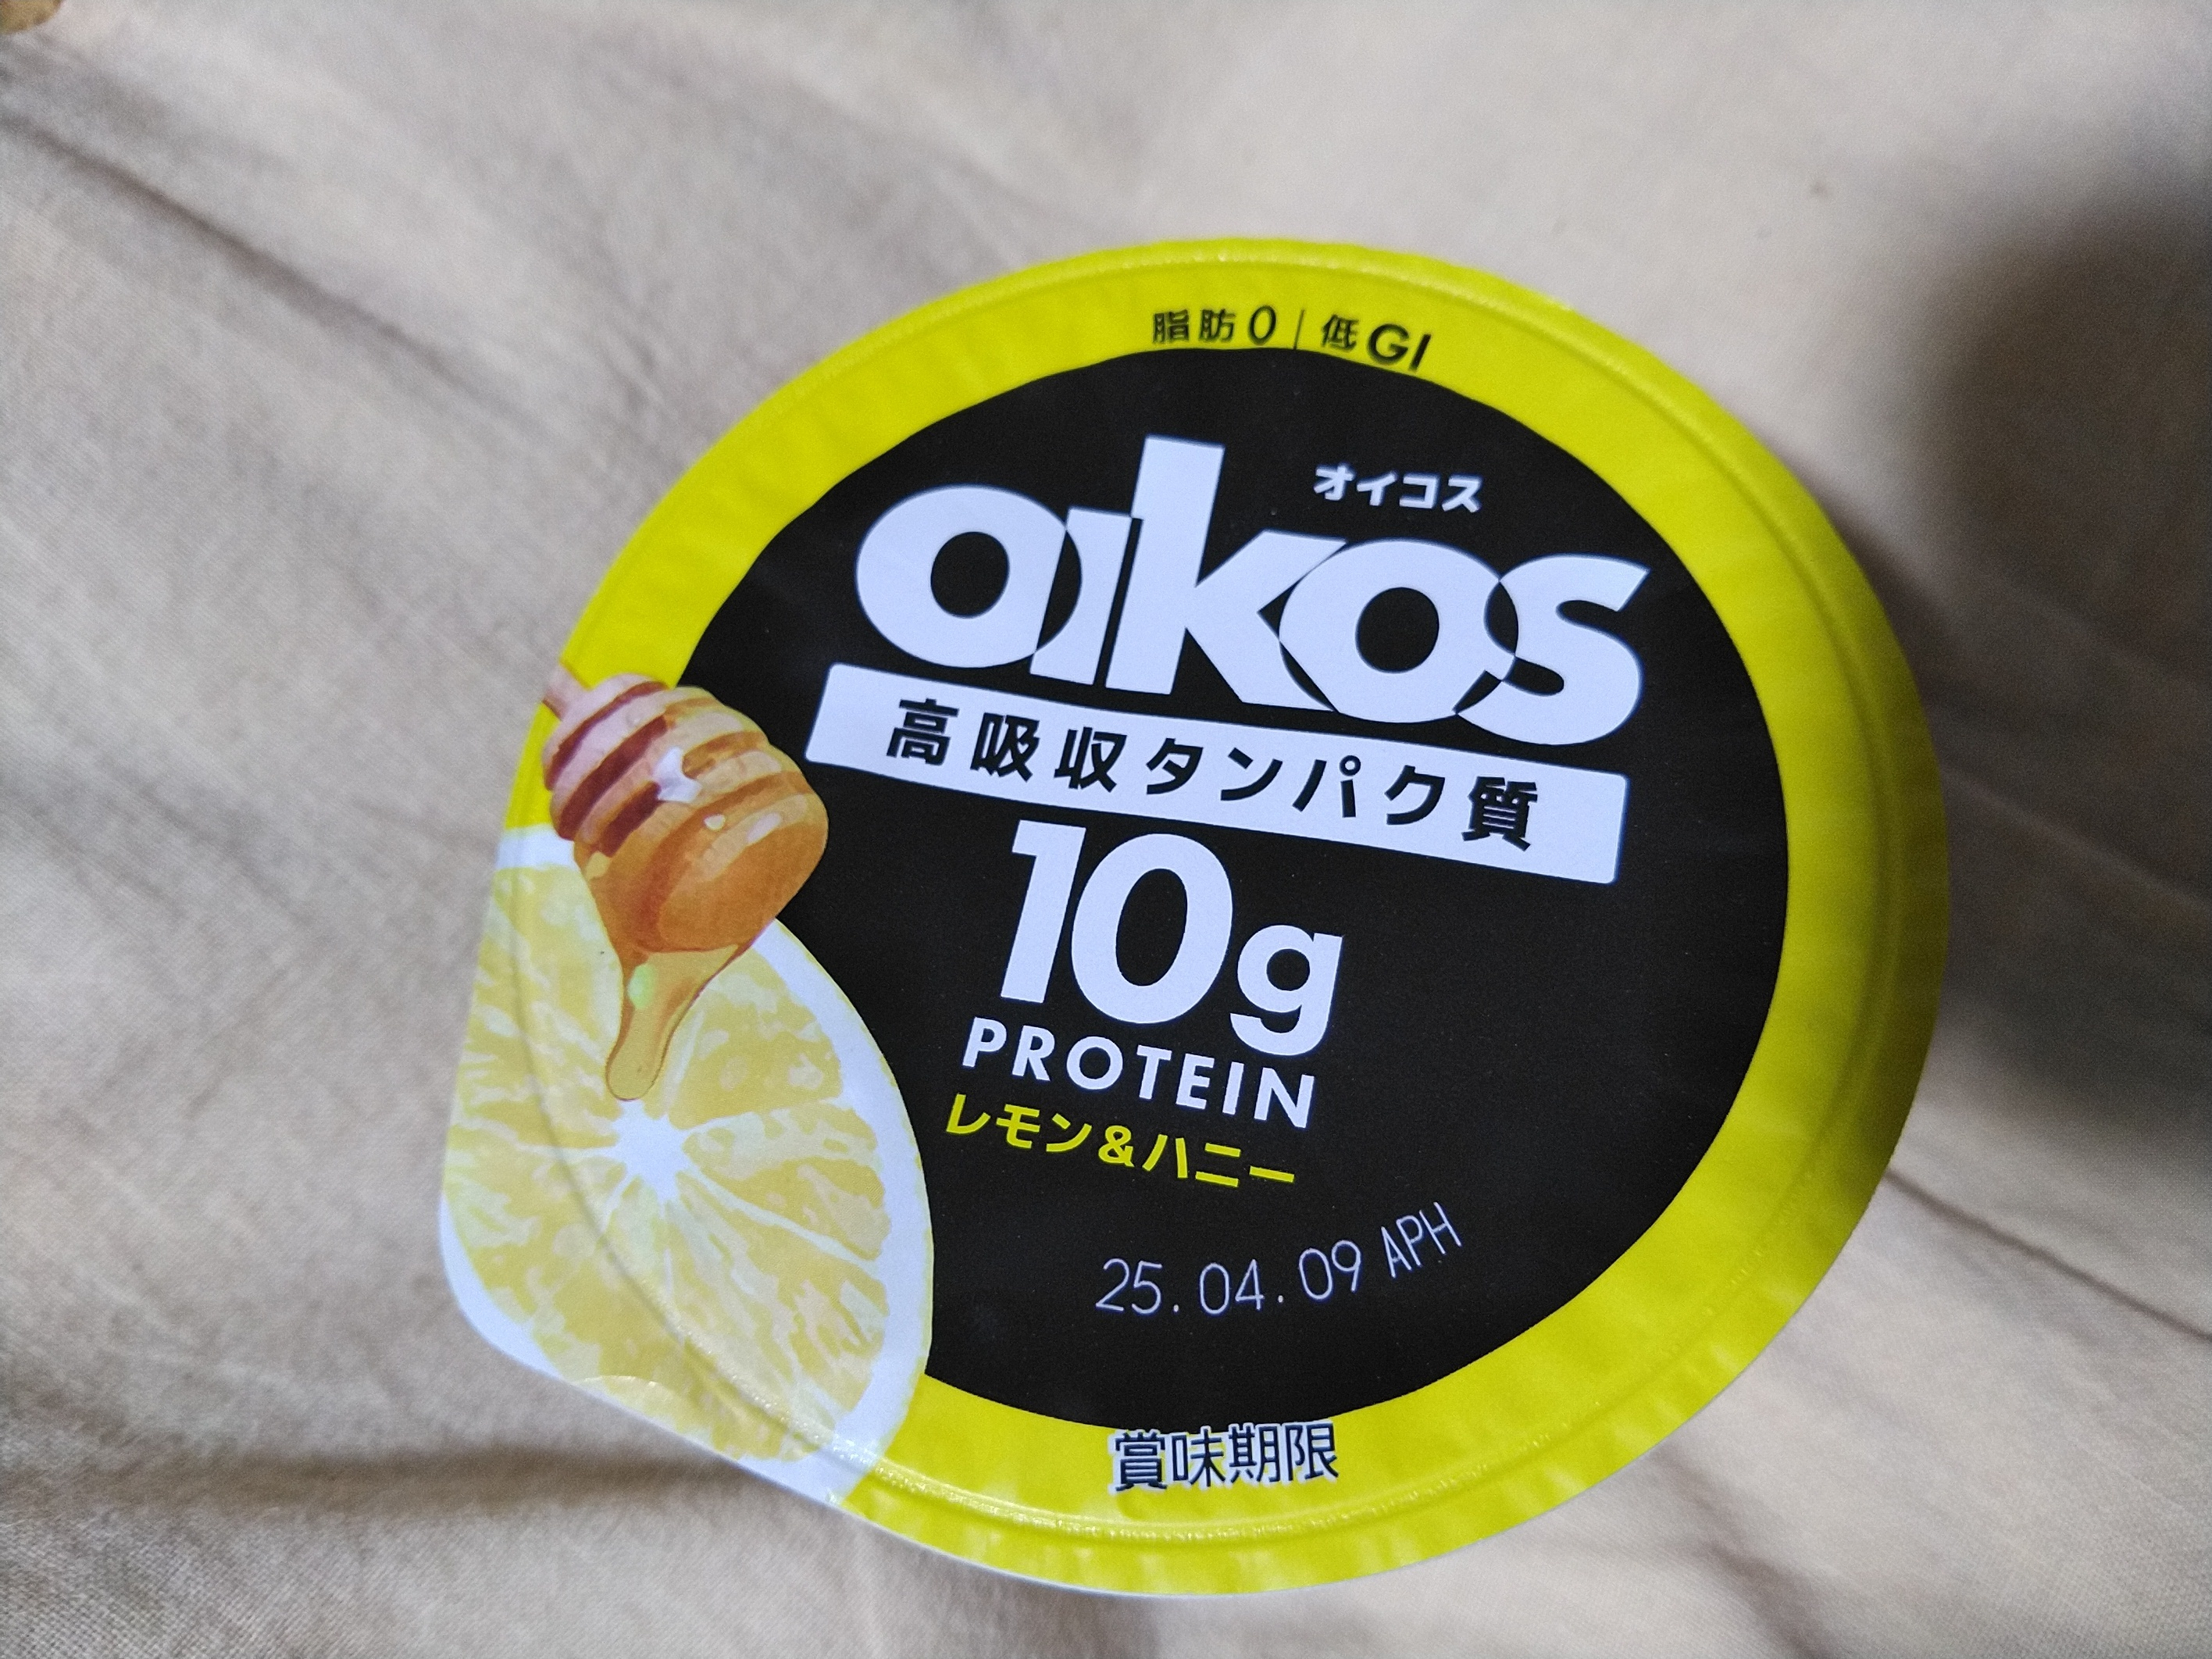 脂肪0 | 低GI
オイコス
oikos
高吸収タンパク質
10g
PROTEIN
レモン&ハニー
25.04.09 APH
賞味期限